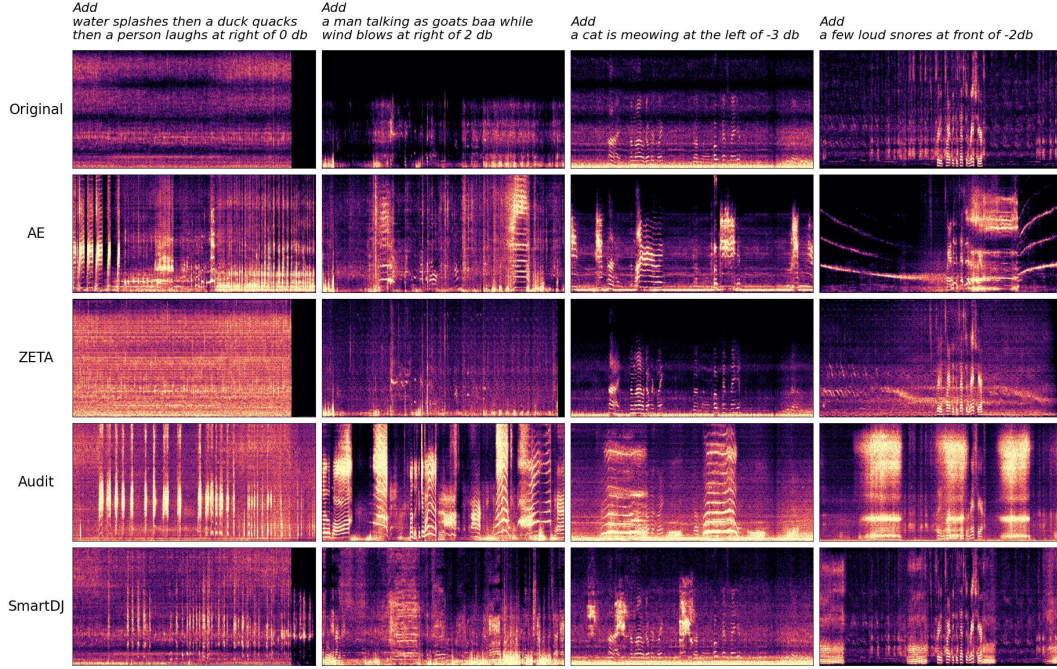 Add
water splashes then a duck quacks
then a person laughs at right of 0 db
Add
a man talking as goats baa while
wind blows at right of 2 db
Add
a cat is meowing at the left of -3 db
Add
a few loud snores at front of -2db
Original
AE
ZETA
Audit
SmartDJ